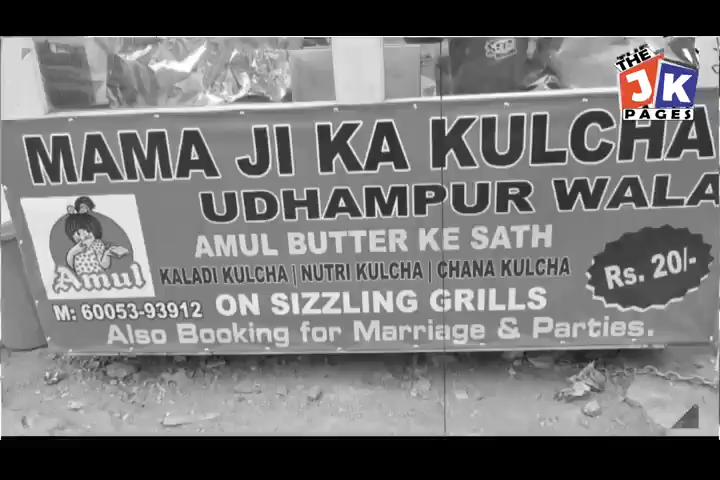 THE
JK
PAGES
MAMA JI KA KULCHA
UDHAMPUR WALA
AMUL BUTTER KE SATH
Amul
KALADI KULCHA | NUTRI KULCHA | CHANA KULCHA
Rs. 20/-
M: 60053-93912 ON SIZZLING GRILLS
Also Booking for Marriage & Parties.